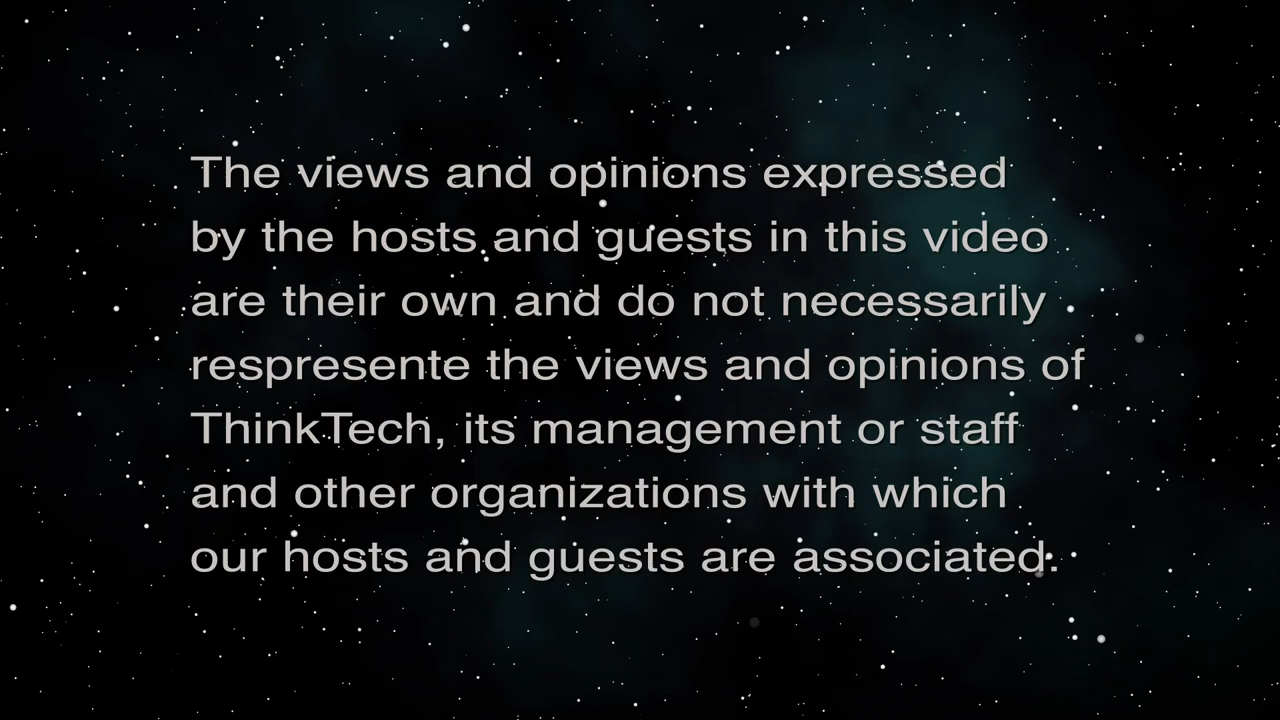 The views and opinions expressed
by the hosts and guests in this video
are their own and do not necessarily
respresente the views and opinions of
ThinkTech, its management or staff
and other organizations with which
our hosts and guests are associated.